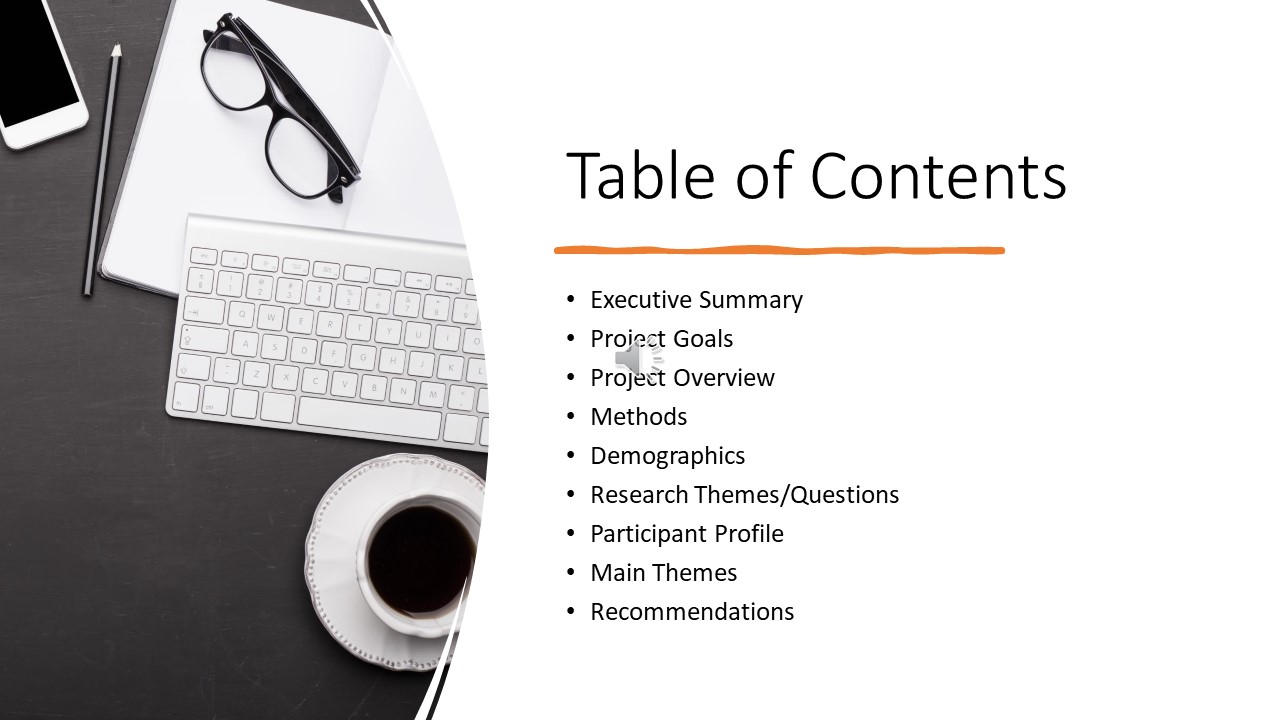 Table of Contents
• Executive Summary
• Project Goals
• Project Overview
• Methods
• Demographics
• Research Themes/Questions
• Participant Profile
• Main Themes
• Recommendations